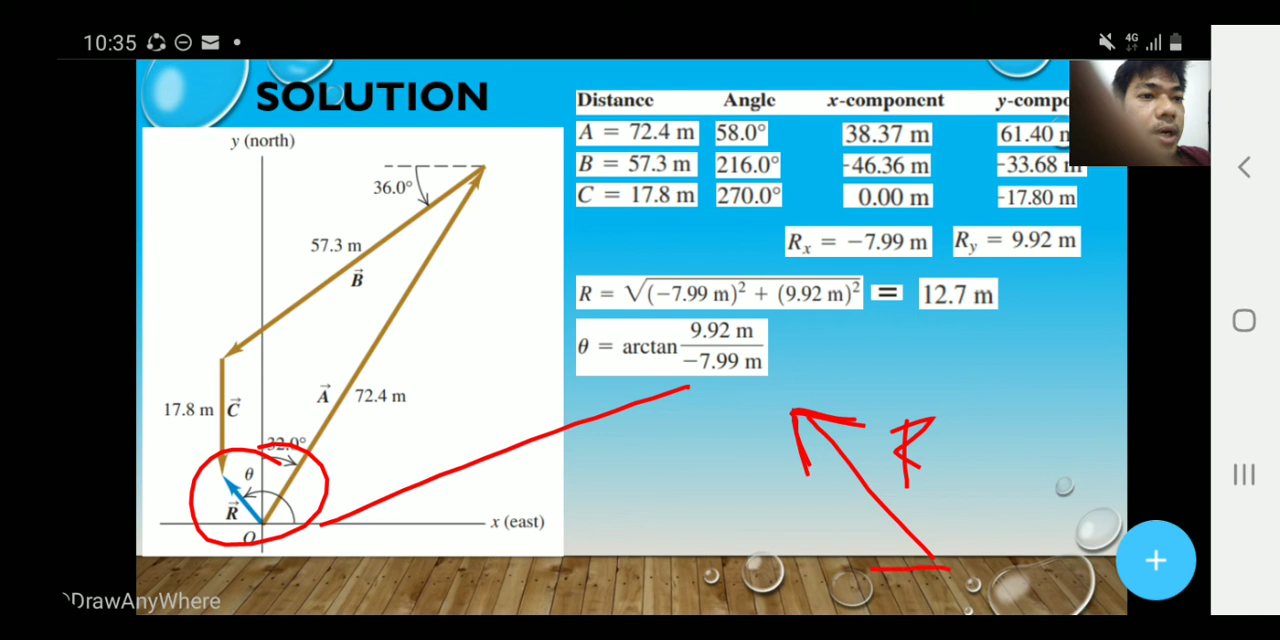 10:35
4G
SOLUTION
y (north)
36.0°
57.3 m
B
17.8 m
C
A
72.4 m
32.0°
θ
R
O
x (east)
Distance Angle x-component y-compo
A = 72.4 m 58.0° 38.37 m 61.40 m
B = 57.3 m 216.0° -46.36 m -33.68 m
C = 17.8 m 270.0° 0.00 m -17.80 m
Rₓ = −7.99 m Rᵧ = 9.92 m
R = √(−7.99 m)² + (9.92 m)² = 12.7 m
θ = arctan 9.92 m
−7.99 m
R
DrawAnyWhere